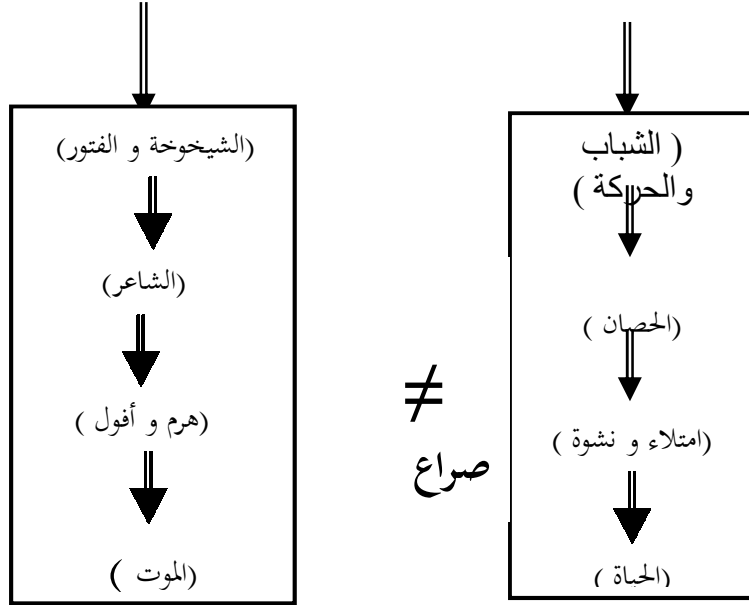 ( الشباب
والحركة )
(الحصان )
(امتلاء و نشوة )
(الحياة )
≠
صراع
(الشيخوخة و الفتور)
(الشاعر)
(هرم و أفول )
(الموت )